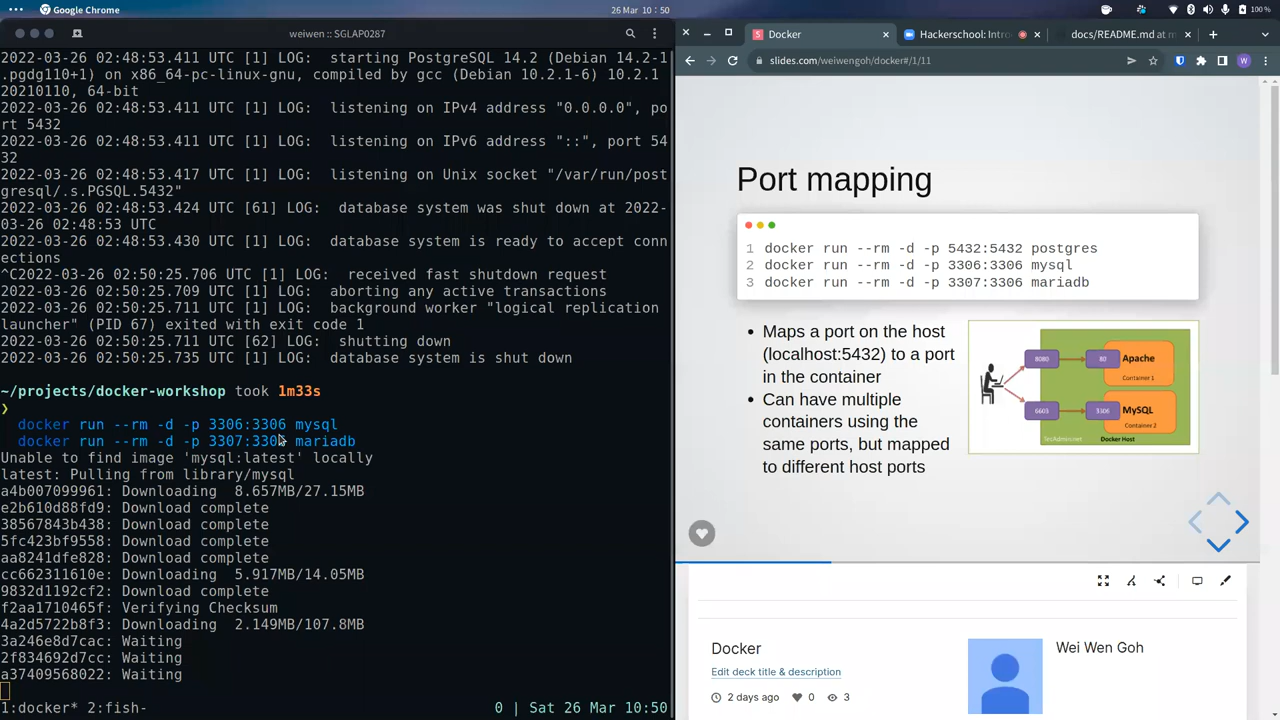 Google Chrome
26 Mar 10:50
100 %
weiwen :: SGLAP0287
2022-03-26 02:48:53.411 UTC [1] LOG:  starting PostgreSQL 14.2 (Debian 14.2-1
.pgdg110+1) on x86_64-pc-linux-gnu, compiled by gcc (Debian 10.2.1-6) 10.2.1
20210110, 64-bit
2022-03-26 02:48:53.411 UTC [1] LOG:  listening on IPv4 address "0.0.0.0", po
rt 5432
2022-03-26 02:48:53.411 UTC [1] LOG:  listening on IPv6 address "::", port 54
32
2022-03-26 02:48:53.417 UTC [1] LOG:  listening on Unix socket "/var/run/post
gresql/.s.PGSQL.5432"
2022-03-26 02:48:53.424 UTC [61] LOG:  database system was shut down at 2022-
03-26 02:48:53 UTC
2022-03-26 02:48:53.430 UTC [1] LOG:  database system is ready to accept conn
ections
^C2022-03-26 02:50:25.706 UTC [1] LOG:  received fast shutdown request
2022-03-26 02:50:25.709 UTC [1] LOG:  aborting any active transactions
2022-03-26 02:50:25.711 UTC [1] LOG:  background worker "logical replication
launcher" (PID 67) exited with exit code 1
2022-03-26 02:50:25.711 UTC [62] LOG:  shutting down
2022-03-26 02:50:25.735 UTC [1] LOG:  database system is shut down
~/projects/docker-workshop took 1m33s
❯
docker run --rm -d -p 3306:3306 mysql
docker run --rm -d -p 3307:3306 mariadb
Unable to find image 'mysql:latest' locally
latest: Pulling from library/mysql
a4b007099961: Downloading  8.657MB/27.15MB
e2b610d88fd9: Download complete
38567843b438: Download complete
5fc423bf9558: Download complete
aa8241dfe828: Download complete
cc662311610e: Downloading  5.917MB/14.05MB
9832d1192cf2: Download complete
f2aa1710465f: Verifying Checksum
4a2d5722b8f3: Downloading  2.149MB/107.8MB
3a246e8d7cac: Waiting
2f834692d7cc: Waiting
a37409568022: Waiting
1:docker* 2:fish-
0 | Sat 26 Mar 10:50
Docker
Hackerschool: Intro
docs/README.md at m
slides.com/weiwengoh/docker#/1/11
W
Port mapping
1 docker run --rm -d -p 5432:5432 postgres
2 docker run --rm -d -p 3306:3306 mysql
3 docker run --rm -d -p 3307:3306 mariadb
• Maps a port on the host
(localhost:5432) to a port
in the container
• Can have multiple
containers using the
same ports, but mapped
to different host ports
8080
80
Apache
Container 1
6603
3306
MySQL
Container 2
TecAdmin.net
Docker Host
Docker
Edit deck title & description
2 days ago 0 3
Wei Wen Goh